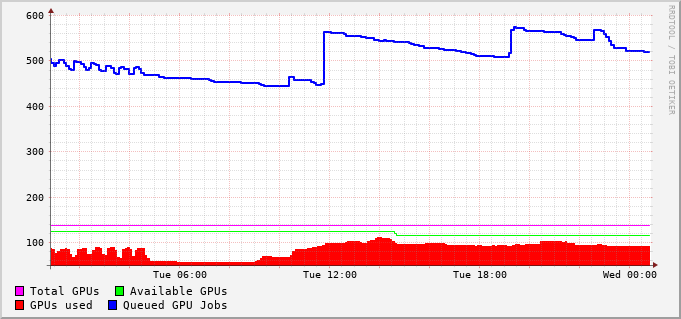 600
500
400
300
200
100
Tue 06:00 Tue 12:00 Tue 18:00 Wed 00:00
Total GPUs Available GPUs
GPUs used Queued GPU Jobs
RRDTOOL / TOBI OETIKER